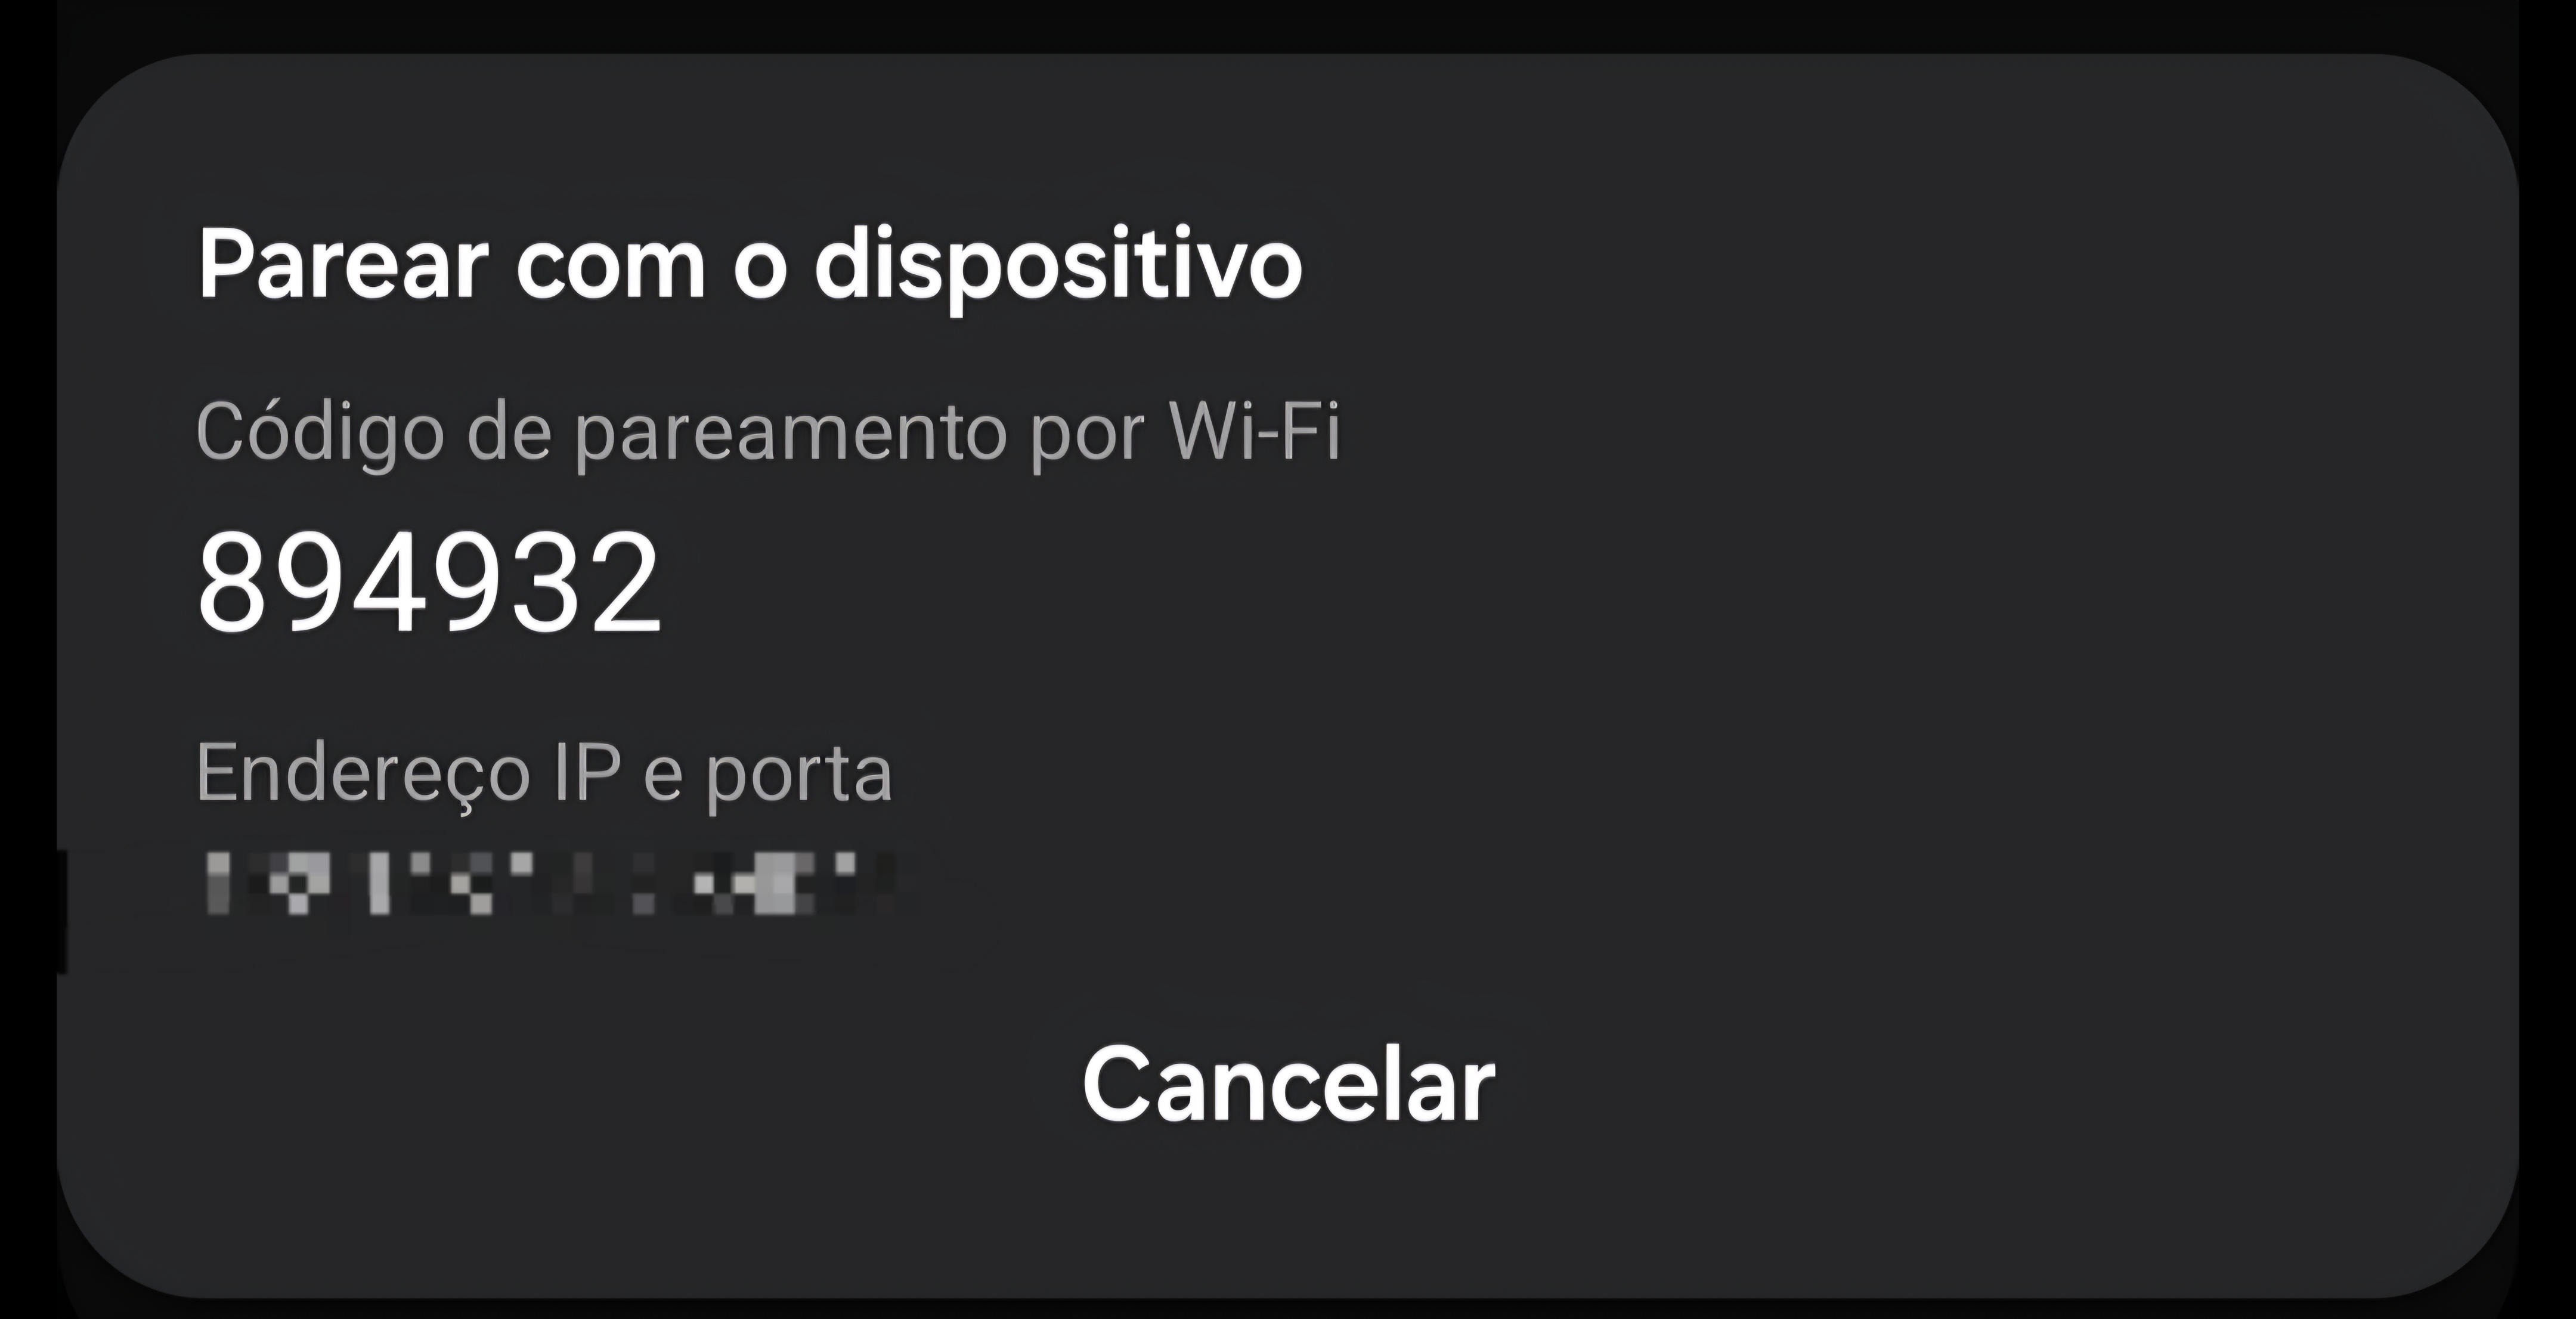 Parear com o dispositivo
Código de pareamento por Wi-Fi
894932
Endereço IP e porta
Cancelar